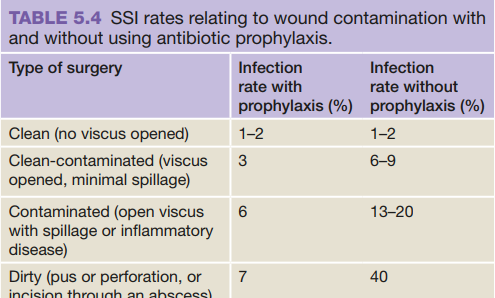 TABLE 5.4 SSI rates relating to wound contamination with
and without using antibiotic prophylaxis.
Type of surgery Infection Infection
rate with rate without
prophylaxis (%) prophylaxis (%)
Clean (no viscus opened) 1–2 1–2
Clean-contaminated (viscus 3 6–9
opened, minimal spillage)
Contaminated (open viscus 6 13–20
with spillage or inflammatory
disease)
Dirty (pus or perforation, or 7 40
incision through an abscess)